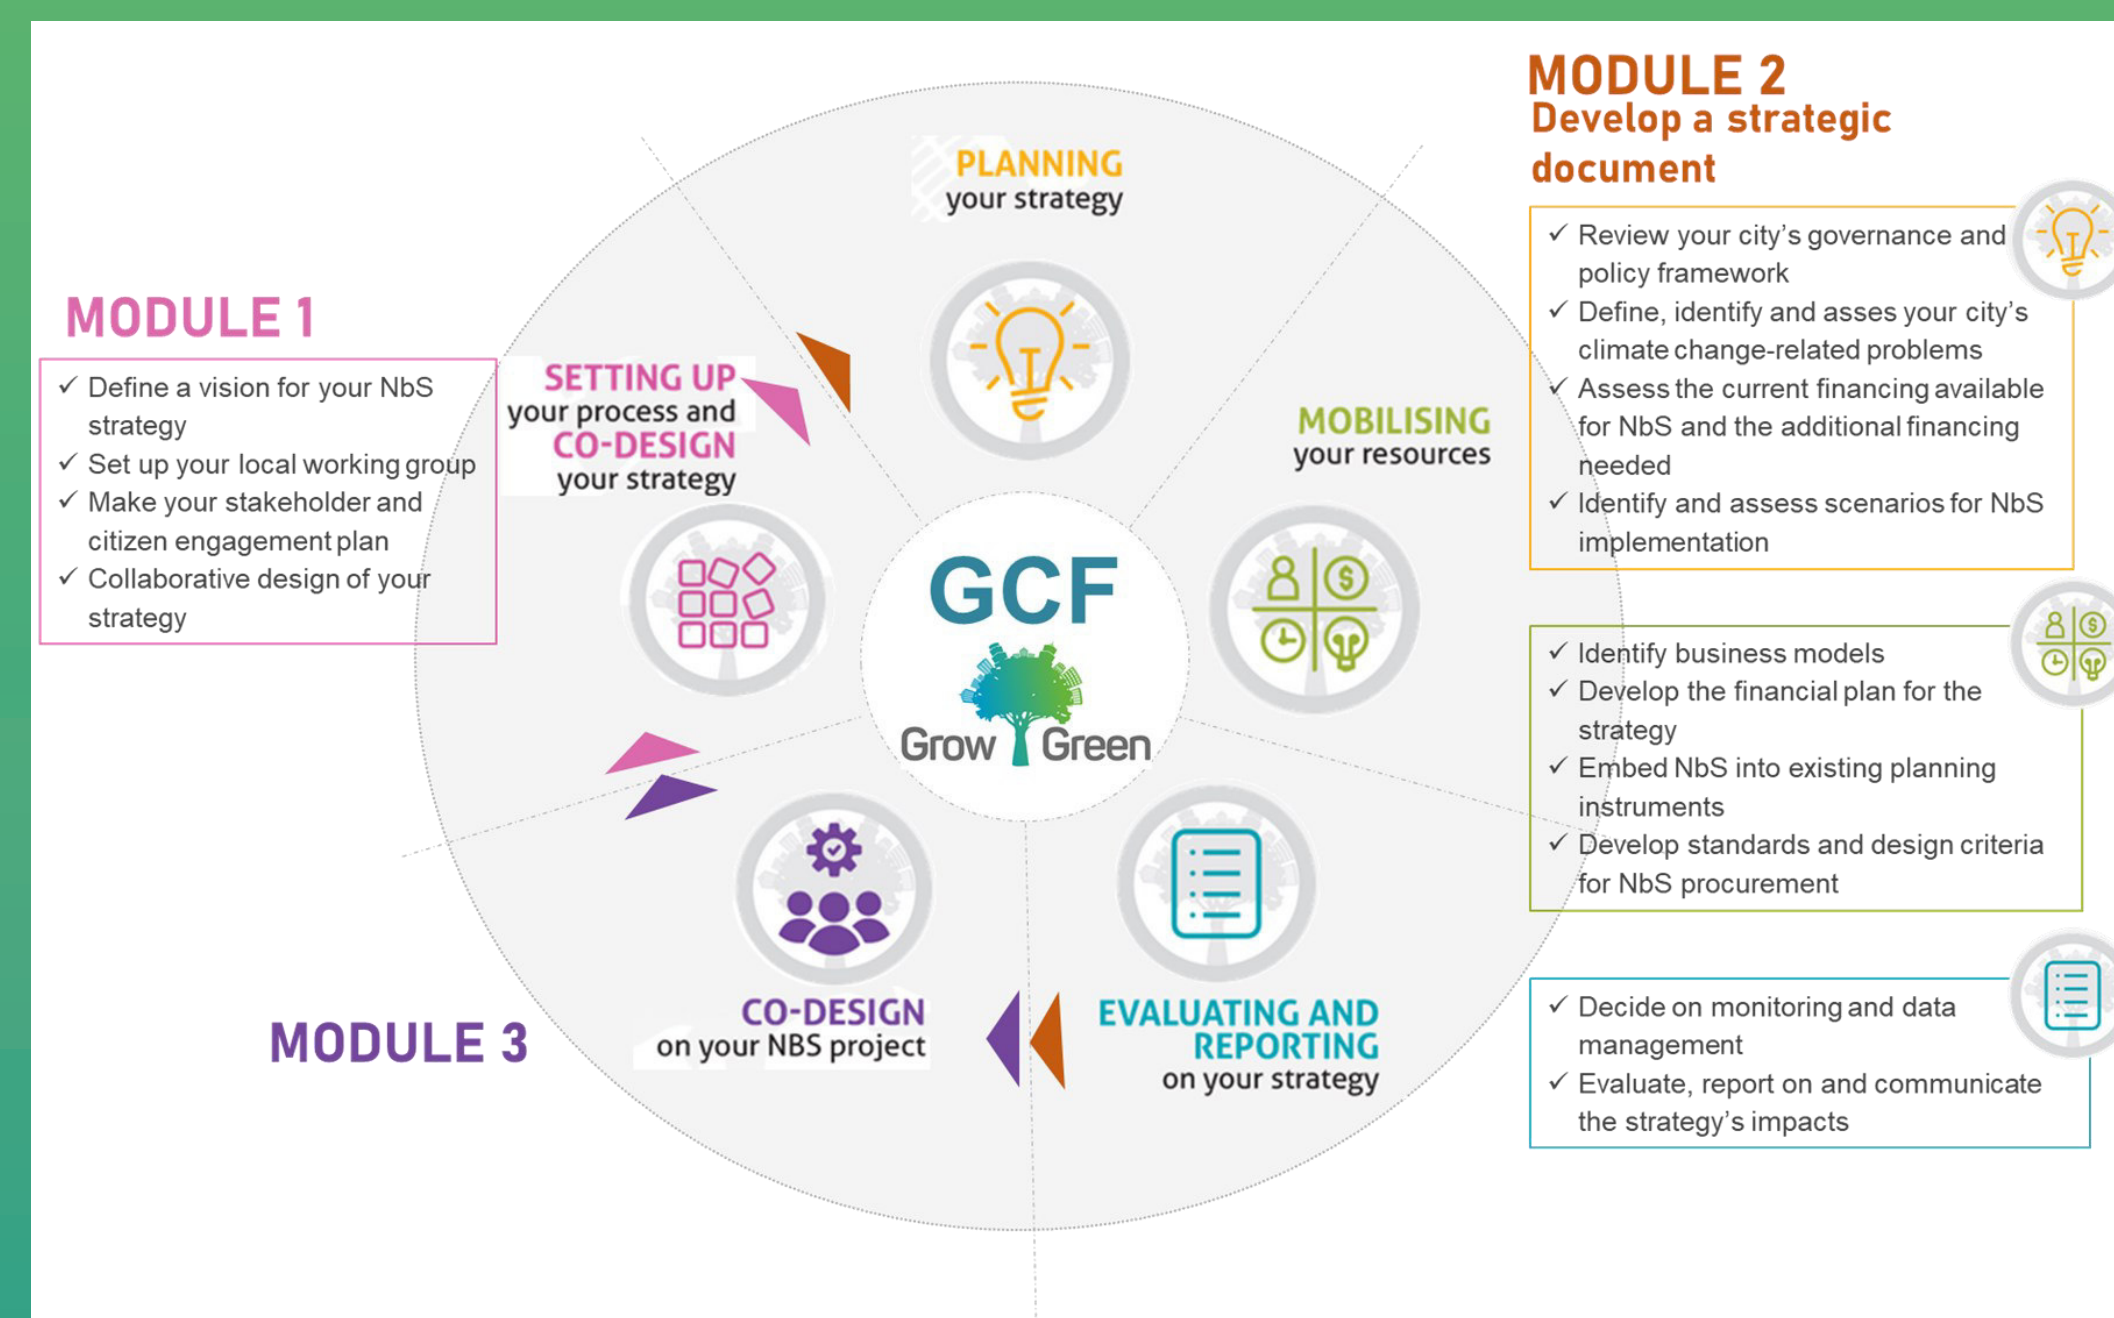 MODULE 1
✓ Define a vision for your NbS
strategy
✓ Set up your local working group
✓ Make your stakeholder and
citizen engagement plan
✓ Collaborative design of your
strategy
PLANNING
your strategy
SETTING UP
your process and
CO-DESIGN
your strategy
MOBILISING
your resources
GCF
Grow Green
CO-DESIGN
on your NBS project
EVALUATING AND
REPORTING
on your strategy
MODULE 3
MODULE 2
Develop a strategic
document
✓ Review your city’s governance and
policy framework
✓ Define, identify and asses your city’s
climate change-related problems
✓ Assess the current financing available
for NbS and the additional financing
needed
✓ Identify and assess scenarios for NbS
implementation
✓ Identify business models
✓ Develop the financial plan for the
strategy
✓ Embed NbS into existing planning
instruments
✓ Develop standards and design criteria
for NbS procurement
✓ Decide on monitoring and data
management
✓ Evaluate, report on and communicate
the strategy’s impacts